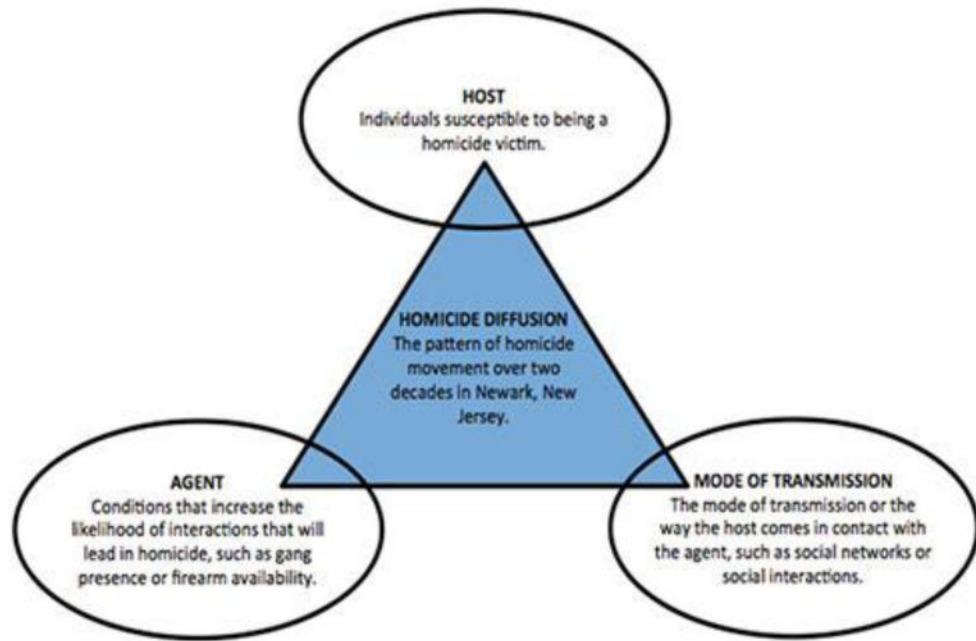 HOST
Individuals susceptible to being a
homicide victim.
HOMICIDE DIFFUSION
The pattern of homicide
movement over two
decades in Newark, New
Jersey.
AGENT
Conditions that increase the
likelihood of interactions that will
lead in homicide, such as gang
presence or firearm availability.
MODE OF TRANSMISSION
The mode of transmission or the
way the host comes in contact with
the agent, such as social networks or
social interactions.